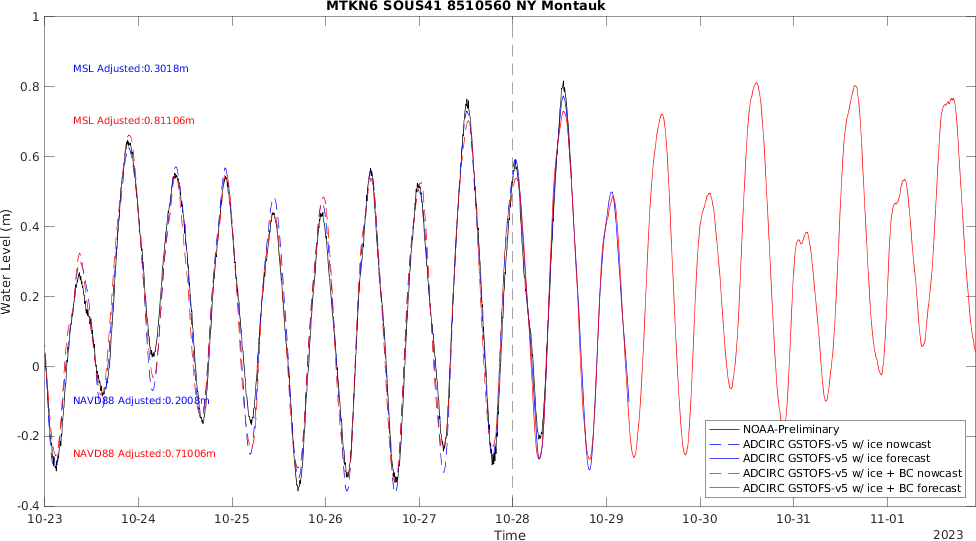 MTKN6 SOUS41 8510560 NY Montauk
1
0.8
0.6
0.4
0.2
0
-0.2
-0.4
Water Level (m)
MSL Adjusted:0.3018m
MSL Adjusted:0.81106m
NAVD88 Adjusted:0.2008m
NAVD88 Adjusted:0.71006m
NOAA-Preliminary
ADCIRC GSTOFS-v5 w/ ice nowcast
ADCIRC GSTOFS-v5 w/ ice forecast
ADCIRC GSTOFS-v5 w/ice + BC nowcast
ADCIRC GSTOFS-v5 w/ice + BC forecast
10-23 10-24 10-25 10-26 10-27 10-28 10-29 10-30 10-31 11-01
Time
2023